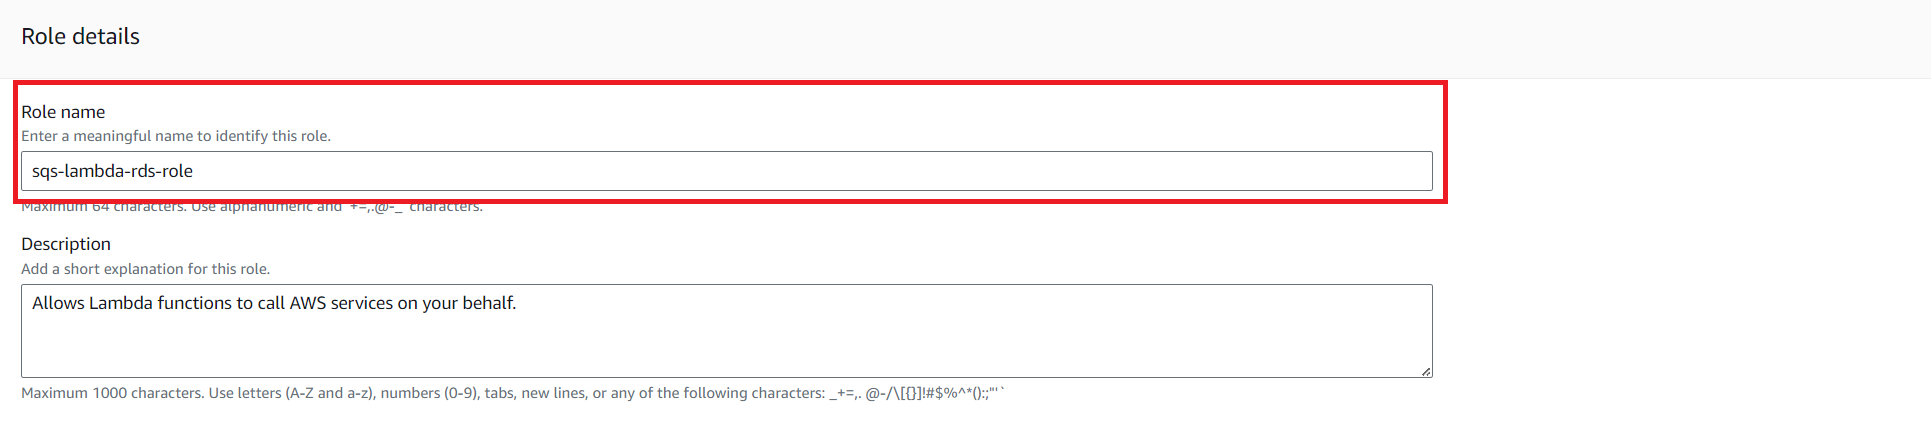 Role details
Role name
Enter a meaningful name to identify this role.
sqs-lambda-rds-role
Maximum 64 characters. Use alphanumeric and '+=,.@-_' characters.
Description
Add a short explanation for this role.
Allows Lambda functions to call AWS services on your behalf.
Maximum 1000 characters. Use letters (A-Z and a-z), numbers (0-9), tabs, new lines, or any of the following characters: _+=,. @-/\[{}]!#$%^*():;"'`